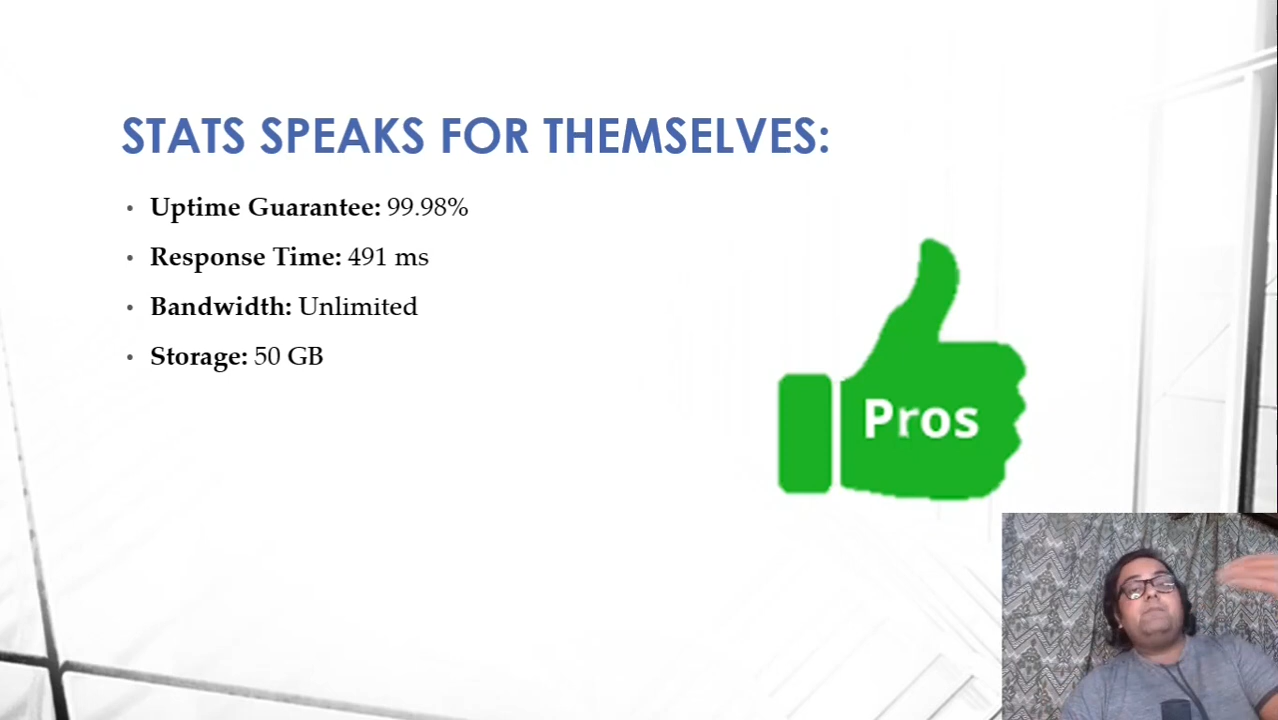 STATS SPEAKS FOR THEMSELVES:
• Uptime Guarantee: 99.98%
• Response Time: 491 ms
• Bandwidth: Unlimited
• Storage: 50 GB
Pros